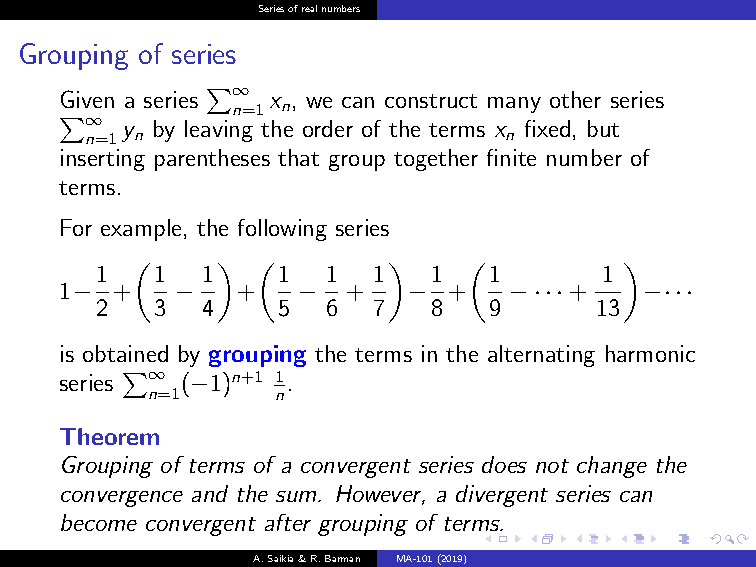 Series of real numbers
Grouping of series
Given a series ∑_{n=1}^{∞} x_n, we can construct many other series
∑_{n=1}^{∞} y_n by leaving the order of the terms x_n fixed, but
inserting parentheses that group together finite number of
terms.
For example, the following series
1 − 1/2 + (1/3 − 1/4) + (1/5 − 1/6 + 1/7) − 1/8 + (1/9 − ··· + 1/13) − ···
is obtained by grouping the terms in the alternating harmonic
series ∑_{n=1}^{∞} (−1)^{n+1} 1/n.
Theorem
Grouping of terms of a convergent series does not change the
convergence and the sum. However, a divergent series can
become convergent after grouping of terms.
A. Saikia & R. Barman MA-101 (2019)